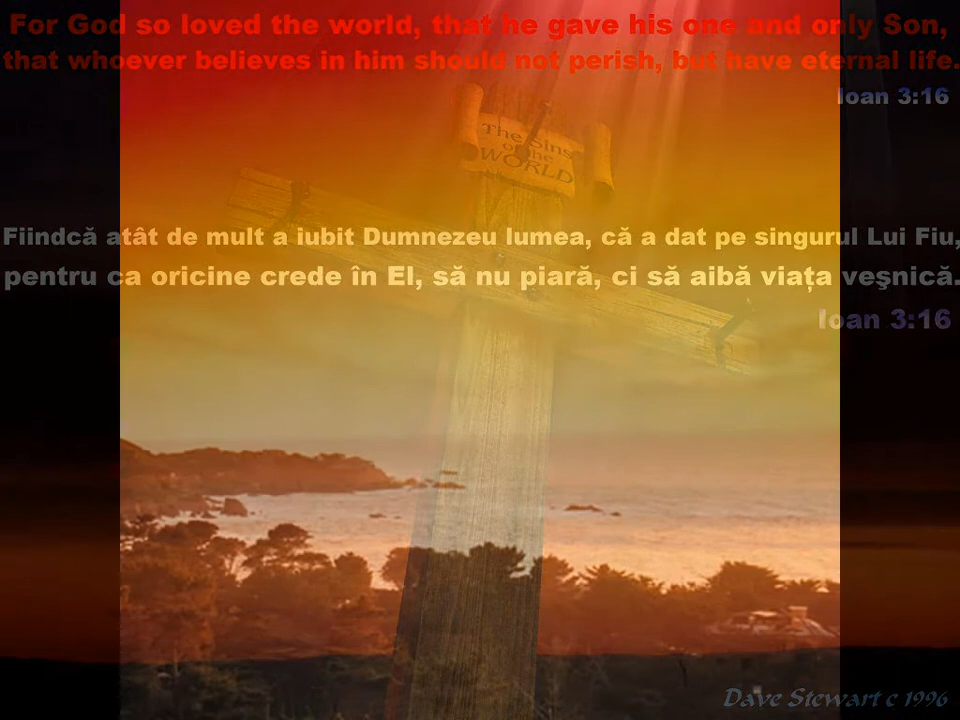 For God so loved the world, that he gave his one and only Son,
that whoever believes in him should not perish, but have eternal life.
Ioan 3:16
The Sins
of the
WORLD
Fiindcă atât de mult a iubit Dumnezeu lumea, că a dat pe singurul Lui Fiu,
pentru ca oricine crede în El, să nu piară, ci să aibă viața veşnică.
Ioan 3:16
Dave Stewart c 1996